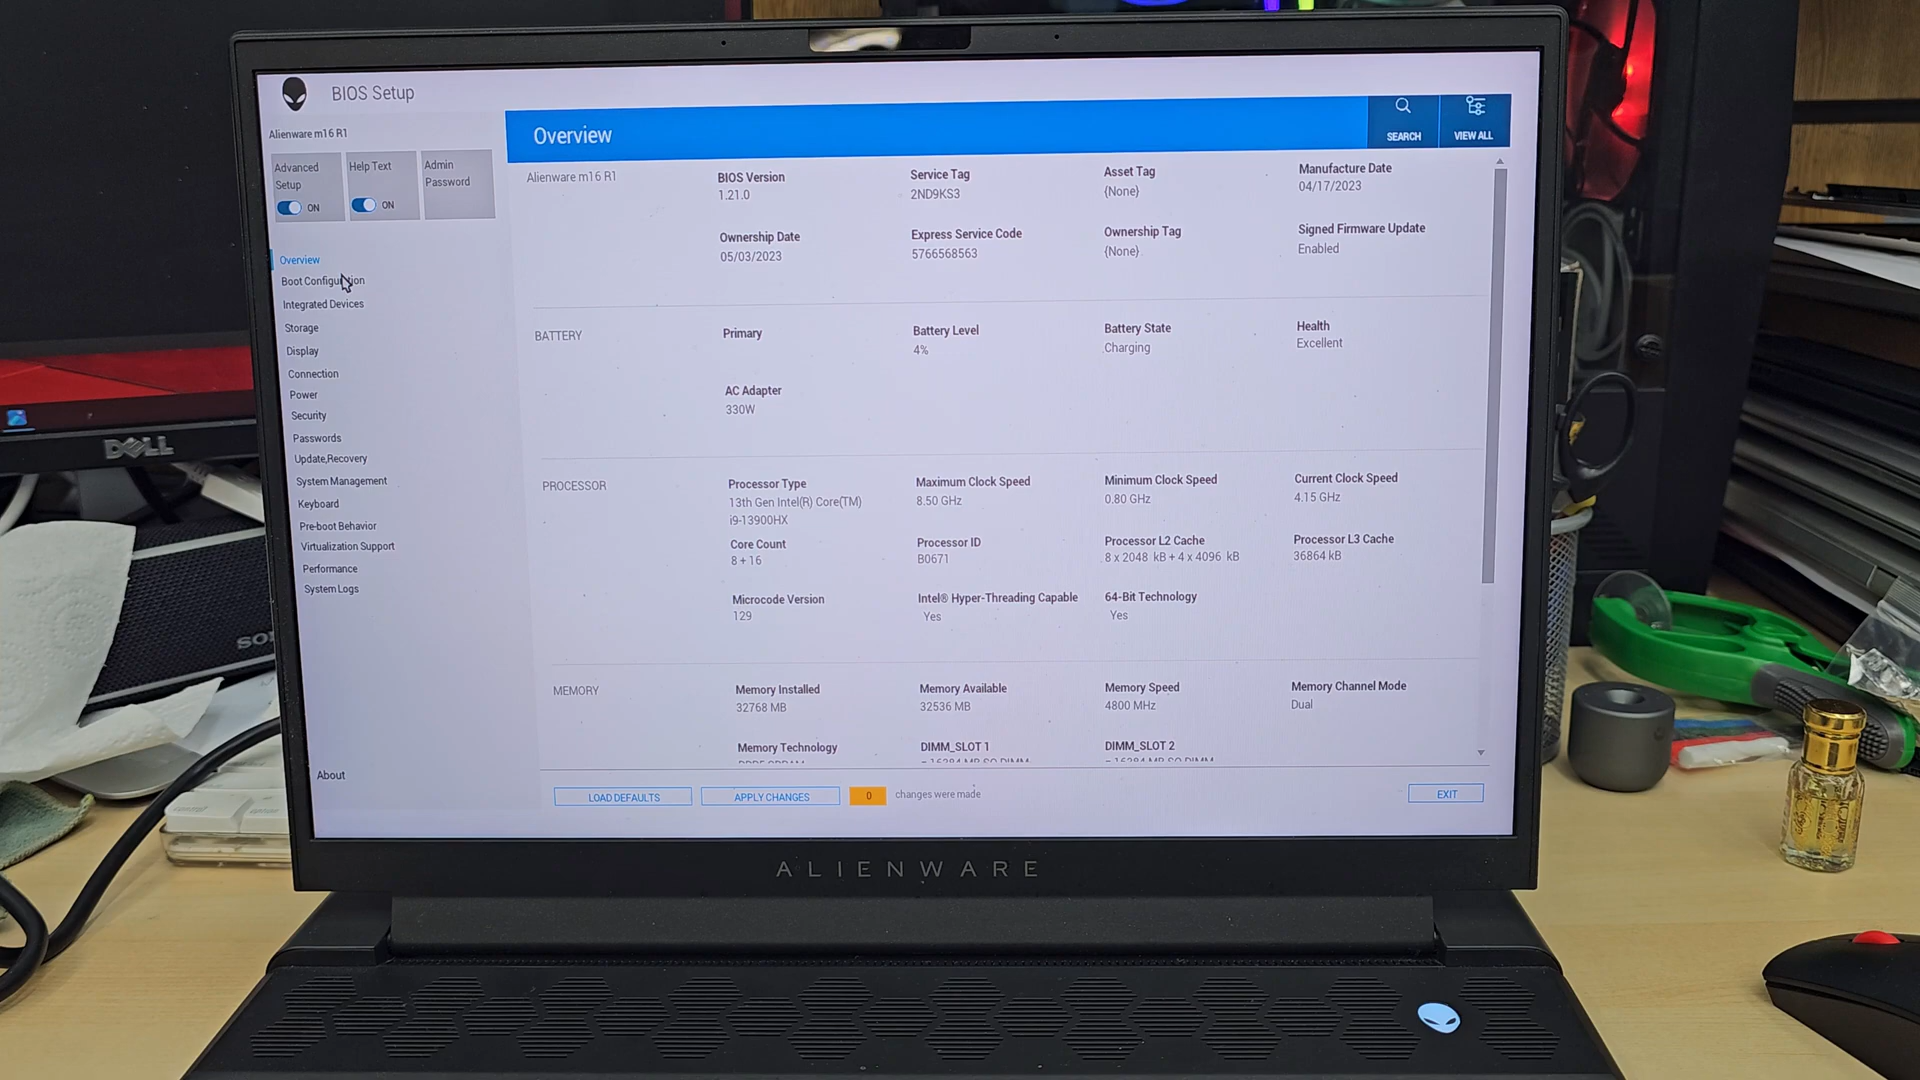 BIOS Setup
Alienware m16 R1
Advanced Setup
ON
Help Text
ON
Admin Password
Overview
SEARCH
VIEW ALL
Overview
Boot Configuration
Integrated Devices
Storage
Display
Connection
Power
Security
Passwords
Update,Recovery
System Management
Keyboard
Pre-boot Behavior
Virtualization Support
Performance
System Logs
About
Alienware m16 R1
BIOS Version
1.21.0
Service Tag
2ND9KS3
Asset Tag
{None}
Manufacture Date
04/17/2023
Ownership Date
05/03/2023
Express Service Code
5766568563
Ownership Tag
{None}
Signed Firmware Update
Enabled
BATTERY
Primary
Battery Level
4%
Battery State
Charging
Health
Excellent
AC Adapter
330W
PROCESSOR
Processor Type
13th Gen Intel(R) Core(TM)
i9-13900HX
Maximum Clock Speed
8.50 GHz
Minimum Clock Speed
0.80 GHz
Current Clock Speed
4.15 GHz
Core Count
8 + 16
Processor ID
B0671
Processor L2 Cache
8 x 2048 kB + 4 x 4096 kB
Processor L3 Cache
36864 kB
Microcode Version
129
Intel® Hyper-Threading Capable
Yes
64-Bit Technology
Yes
MEMORY
Memory Installed
32768 MB
Memory Available
32536 MB
Memory Speed
4800 MHz
Memory Channel Mode
Dual
Memory Technology
DIMM_SLOT 1
DIMM_SLOT 2
LOAD DEFAULTS
APPLY CHANGES
0
changes were made
EXIT
ALIENWARE
DELL